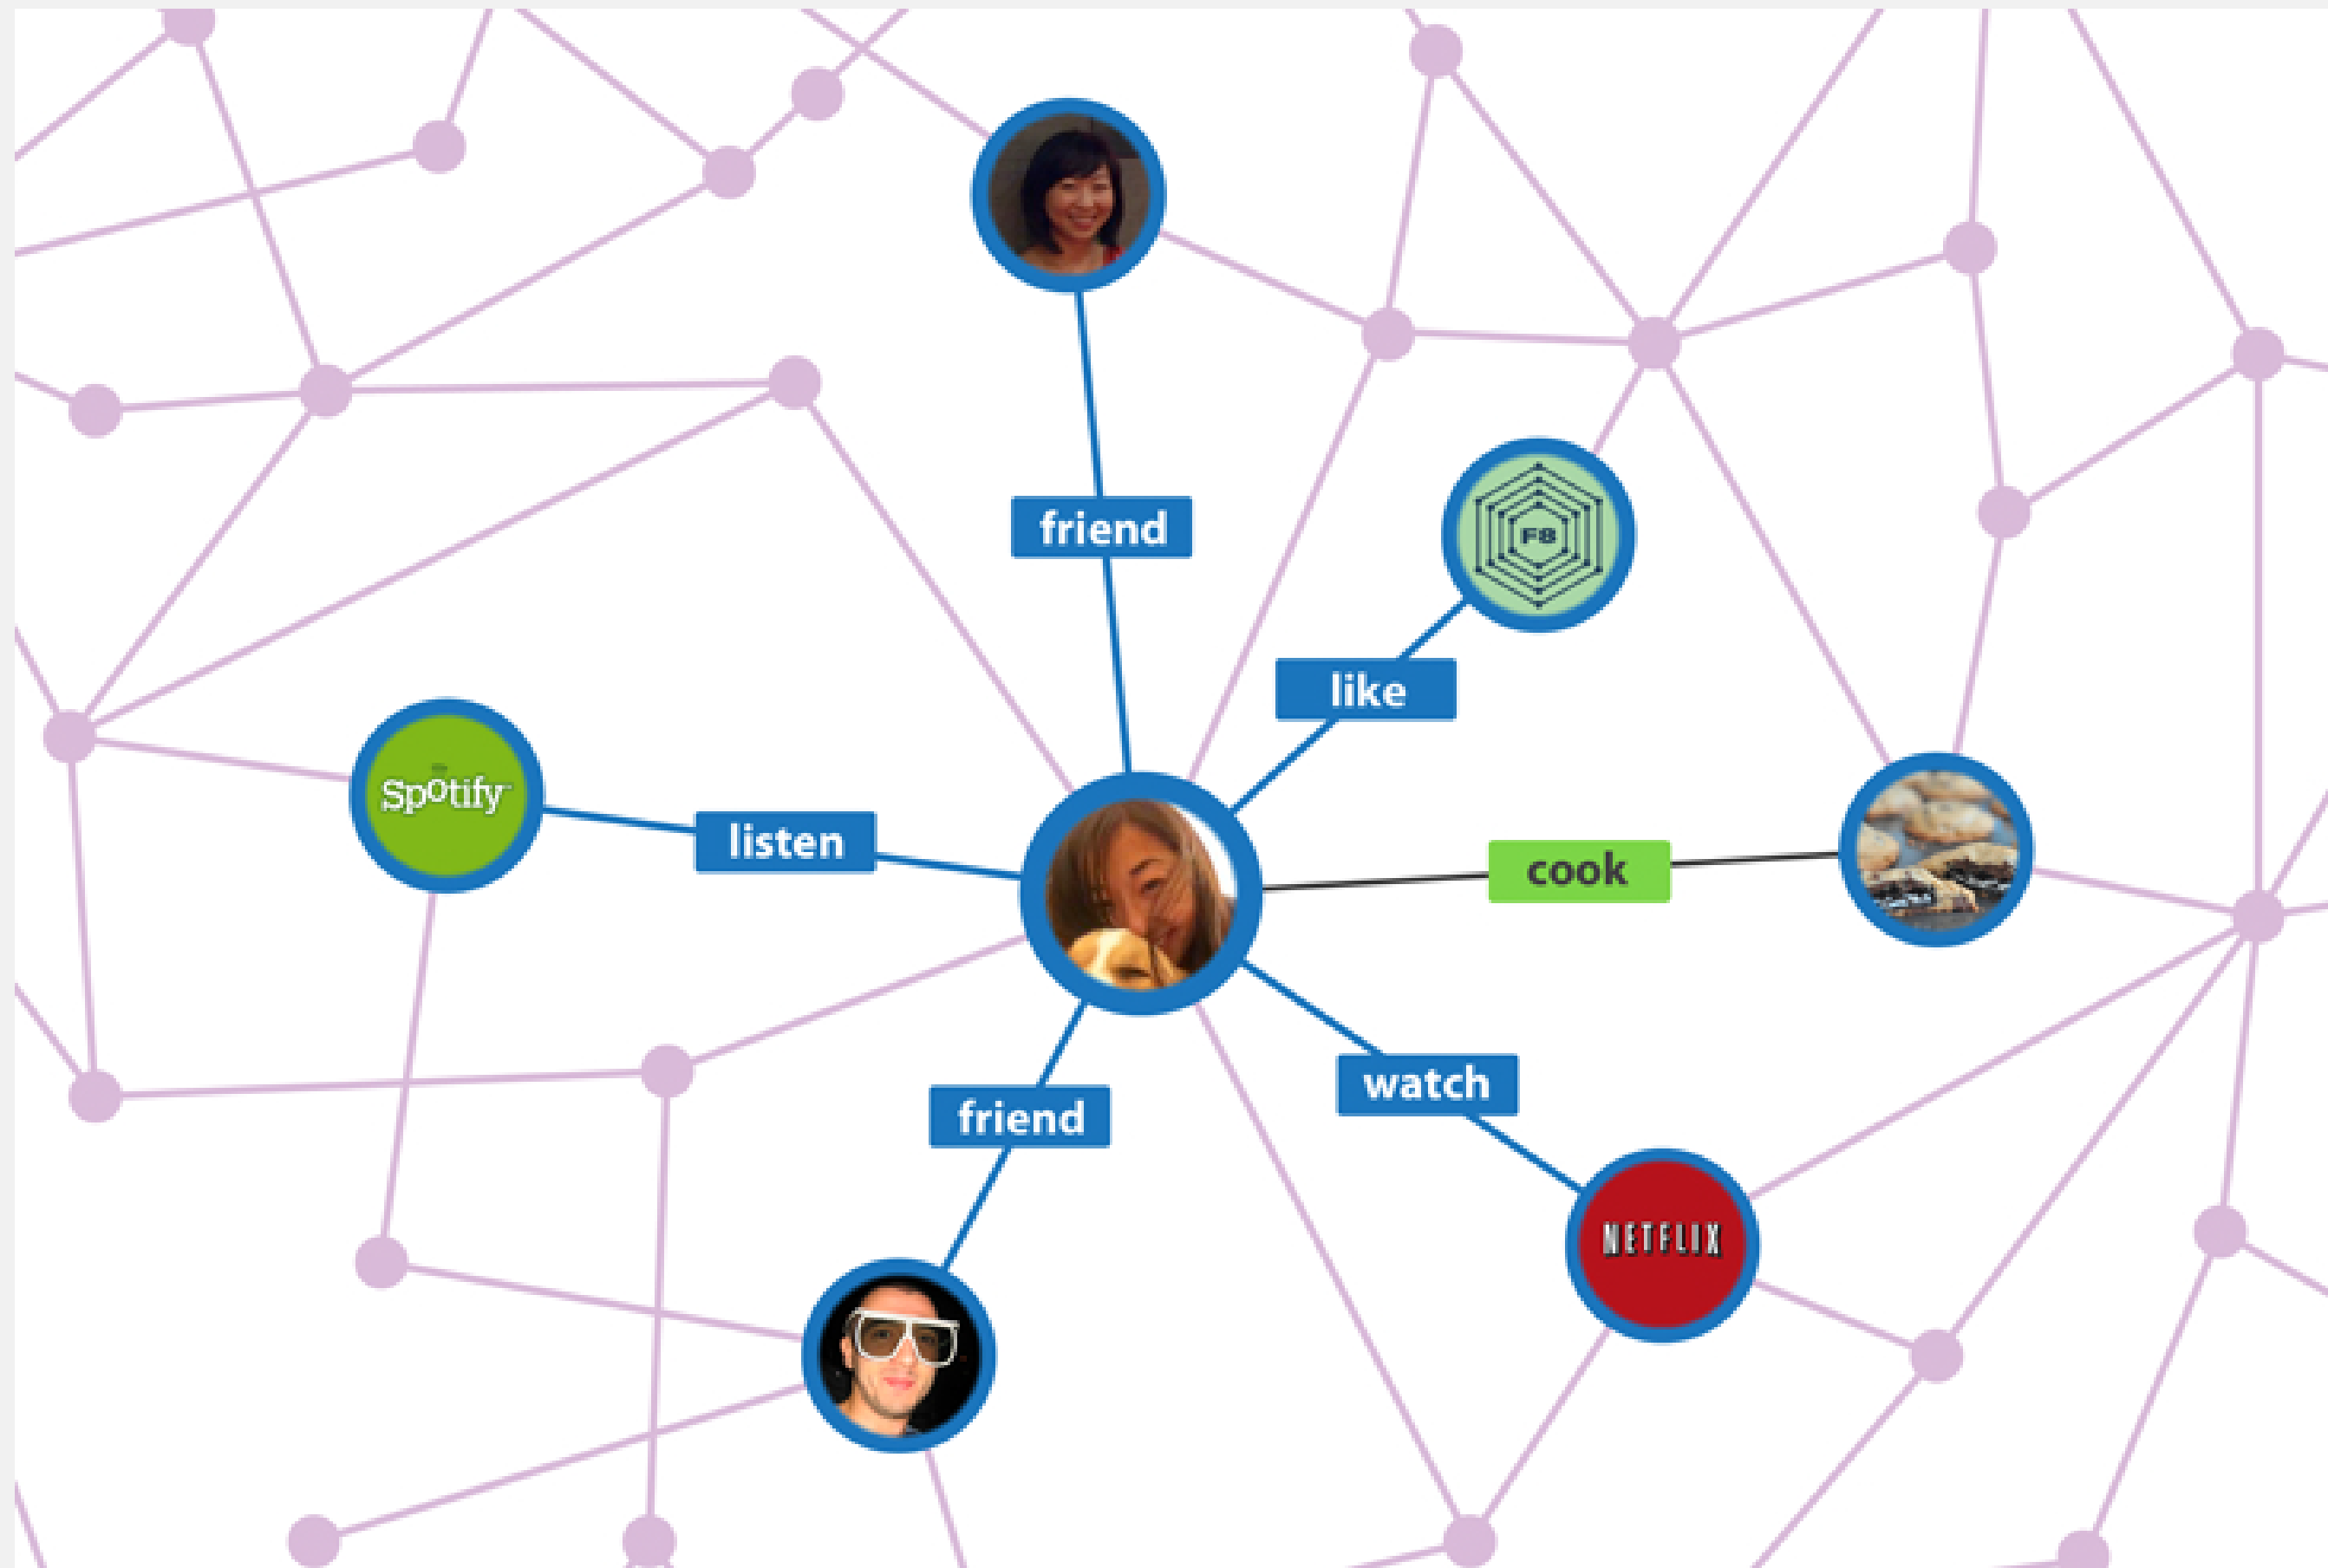 friend
F8
like
Spotify
listen
cook
watch
friend
NETFLIX